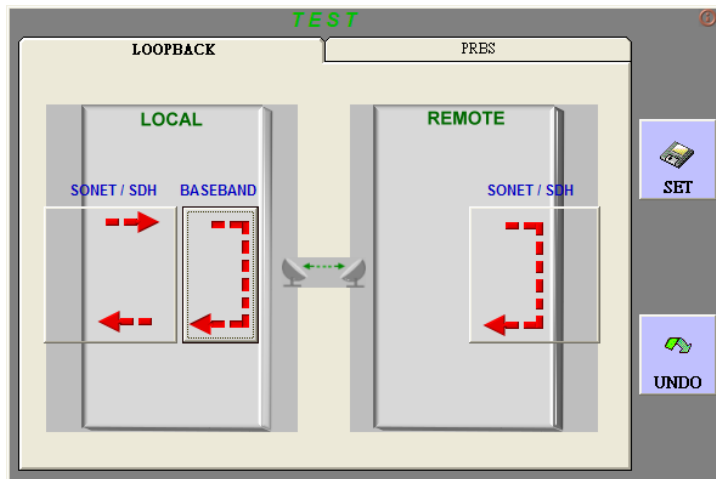 TEST
LOOPBACK
PRBS
LOCAL
REMOTE
SONET / SDH
BASEBAND
SONET / SDH
SET
UNDO